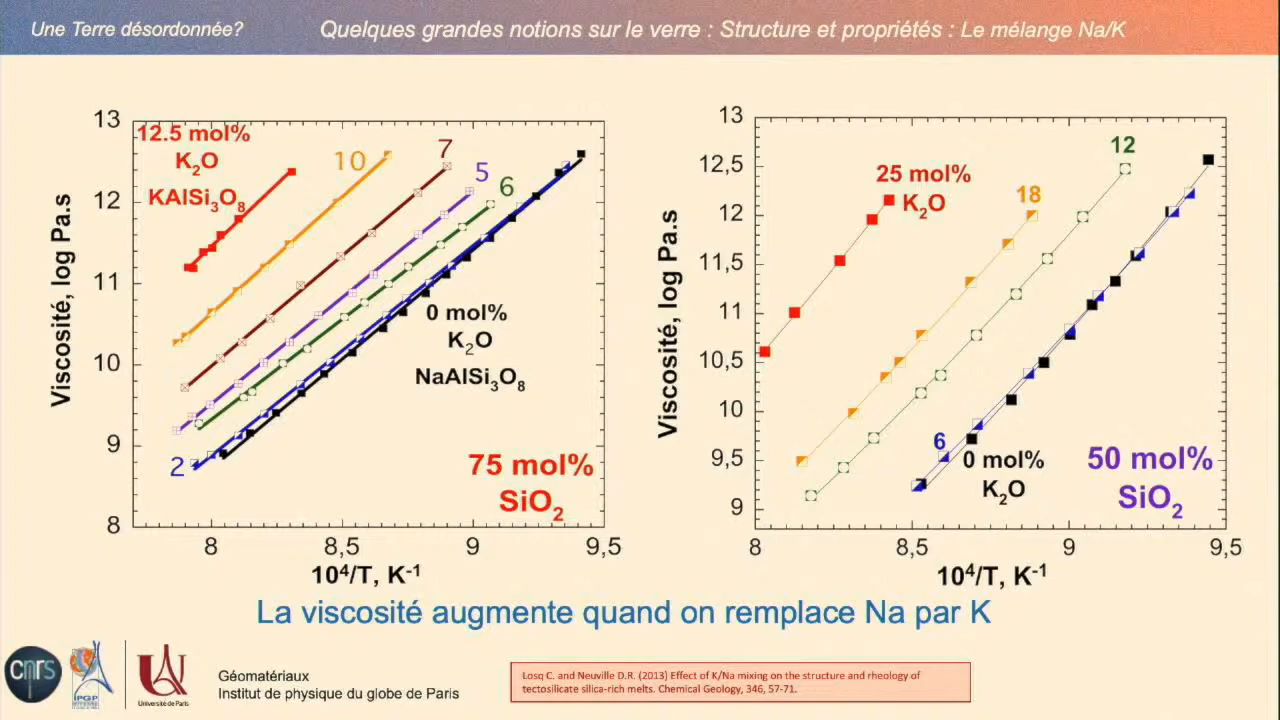 Une Terre désordonnée?
Quelques grandes notions sur le verre : Structure et propriétés : Le mélange Na/K
Viscosité, log Pa.s
13
12
11
10
9
8
12.5 mol%
K₂O
KAlSi₃O₈
10
7
5
6
2
0 mol%
K₂O
NaAlSi₃O₈
75 mol%
SiO₂
8
8,5
9
9,5
10⁴/T, K⁻¹
Viscosité, log Pa.s
13
12,5
12
11,5
11
10,5
10
9,5
9
25 mol%
K₂O
18
12
6
0 mol%
K₂O
50 mol%
SiO₂
8
8,5
9
9,5
10⁴/T, K⁻¹
La viscosité augmente quand on remplace Na par K
cnrs
IPGP
Université de Paris
Géomatériaux
Institut de physique du globe de Paris
Losq C. and Neuville D.R. (2013) Effect of K/Na mixing on the structure and rheology of
tectosilicate silica-rich melts. Chemical Geology, 346, 57-71.